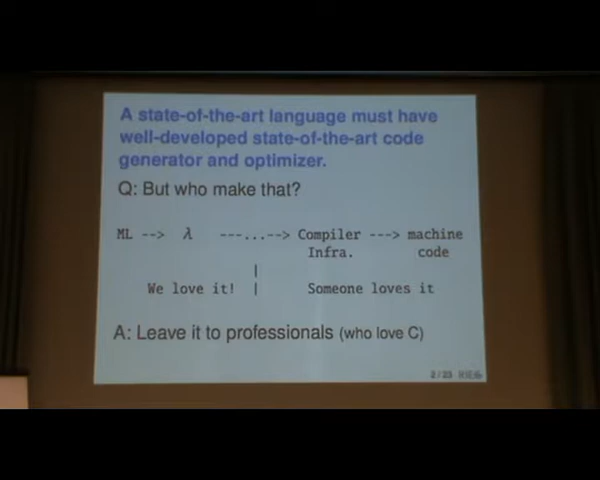 A state-of-the-art language must have
well-developed state-of-the-art code
generator and optimizer.
Q: But who make that?
ML --> λ ---...--> Compiler ---> machine
Infra. code
|
We love it! | Someone loves it
A: Leave it to professionals (who love C)
2 / 23